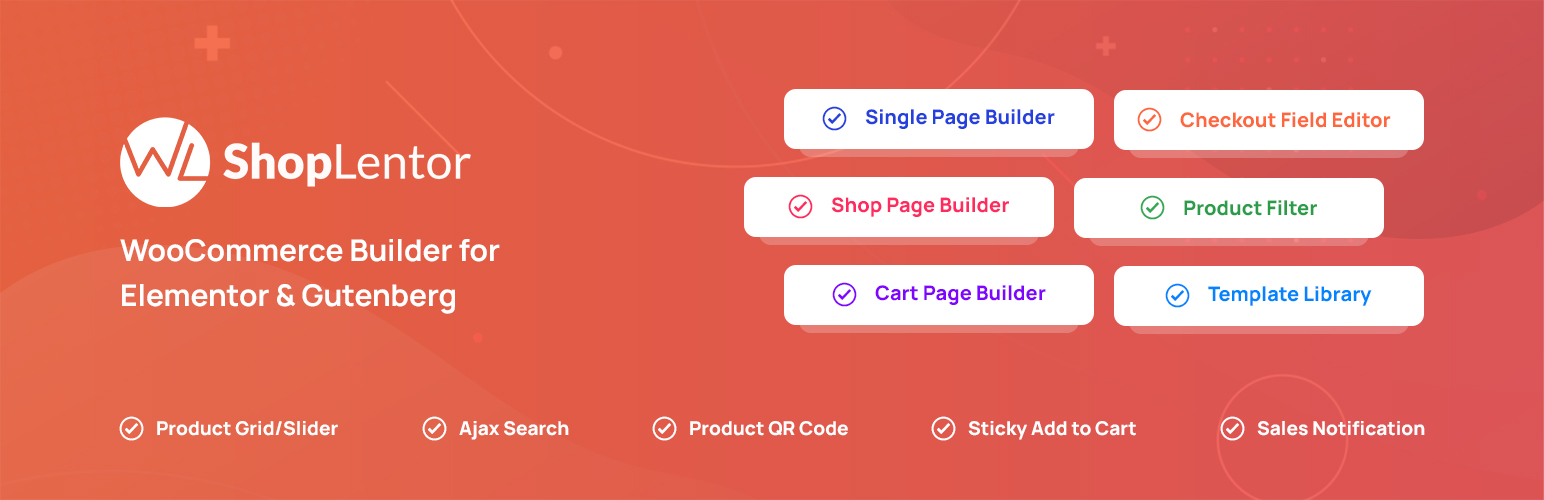 WL ShopLentor
WooCommerce Builder for
Elementor & Gutenberg
Single Page Builder
Checkout Field Editor
Shop Page Builder
Product Filter
Cart Page Builder
Template Library
Product Grid/Slider
Ajax Search
Product QR Code
Sticky Add to Cart
Sales Notification